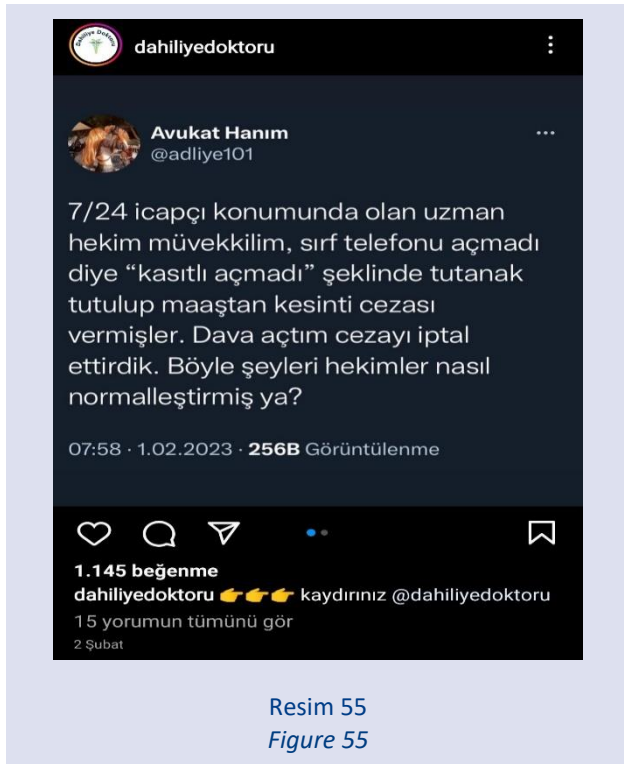 Dahiliye Doktoru
dahiliyedoktoru
Avukat Hanım
@adliye101
7/24 icapçı konumunda olan uzman
hekim müvekkilim, sırf telefonu açmadı
diye “kasıtlı açmadı” şeklinde tutanak
tutulup maaştan kesinti cezası
vermişler. Dava açtım cezayı iptal
ettirdik. Böyle şeyleri hekimler nasıl
normalleştirmiş ya?
07:58 · 1.02.2023 · 256B Görüntülenme
1.145 beğenme
dahiliyedoktoru 👉👉👉 kaydırınız @dahiliyedoktoru
15 yorumun tümünü gör
2 Şubat
Resim 55
Figure 55